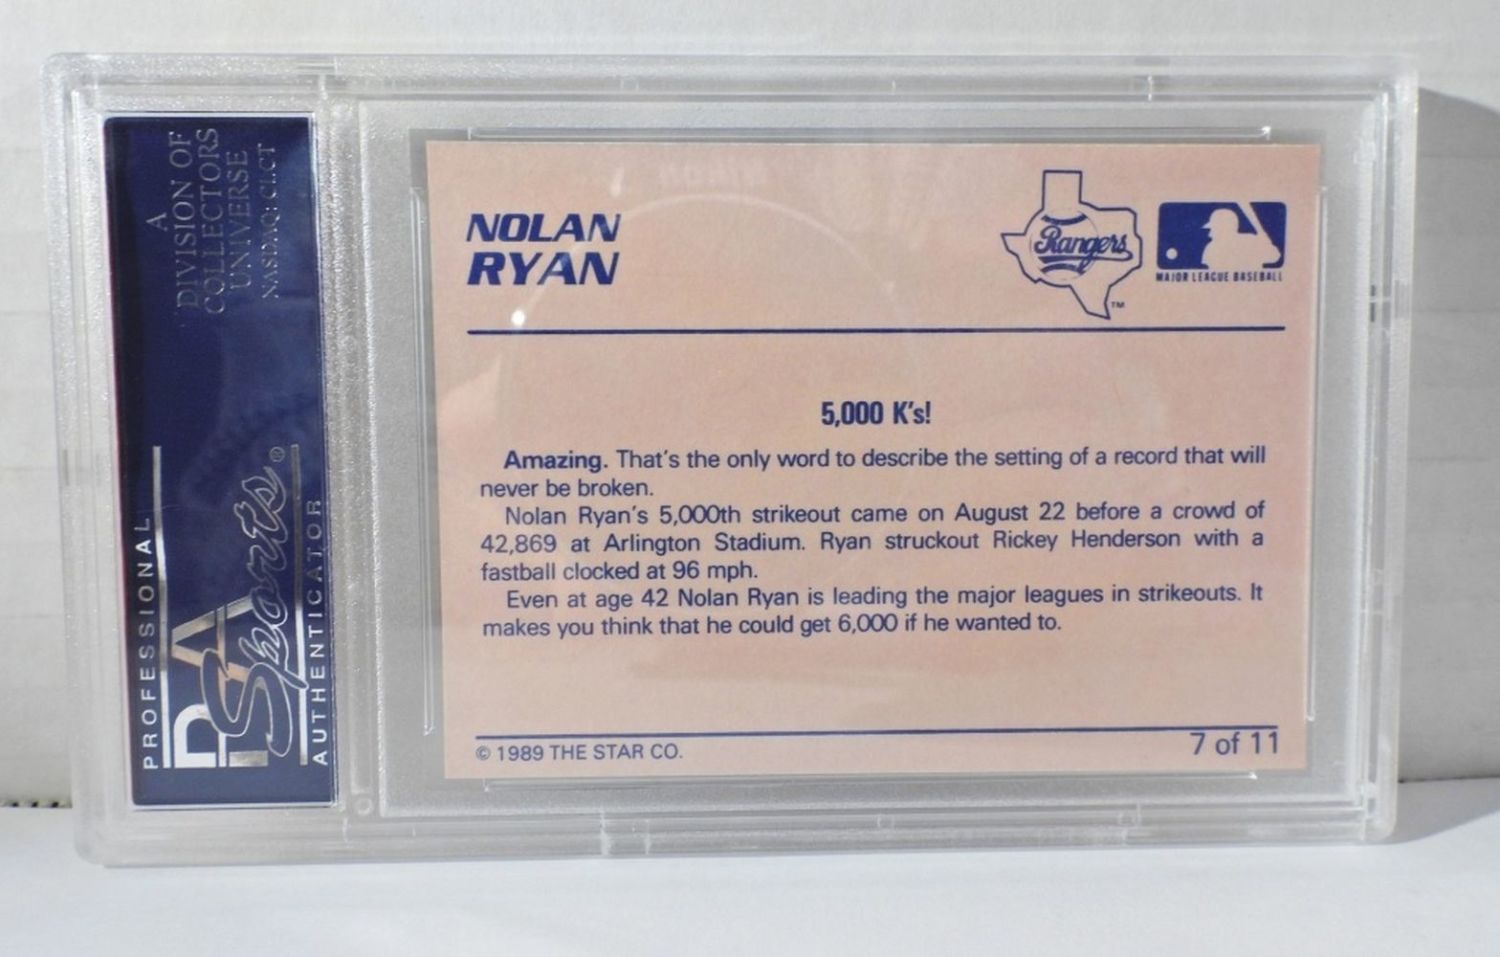 A
DIVISION OF
COLLECTORS
UNIVERSE
NASDAQ: CLCT
PROFESSIONAL
PSA
Sports®
AUTHENTICATOR
NOLAN
RYAN
Rangers
TM
MAJOR LEAGUE BASEBALL
5,000 K's!
Amazing. That's the only word to describe the setting of a record that will
never be broken.
Nolan Ryan's 5,000th strikeout came on August 22 before a crowd of
42,869 at Arlington Stadium. Ryan struckout Rickey Henderson with a
fastball clocked at 96 mph.
Even at age 42 Nolan Ryan is leading the major leagues in strikeouts. It
makes you think that he could get 6,000 if he wanted to.
© 1989 THE STAR CO.
7 of 11